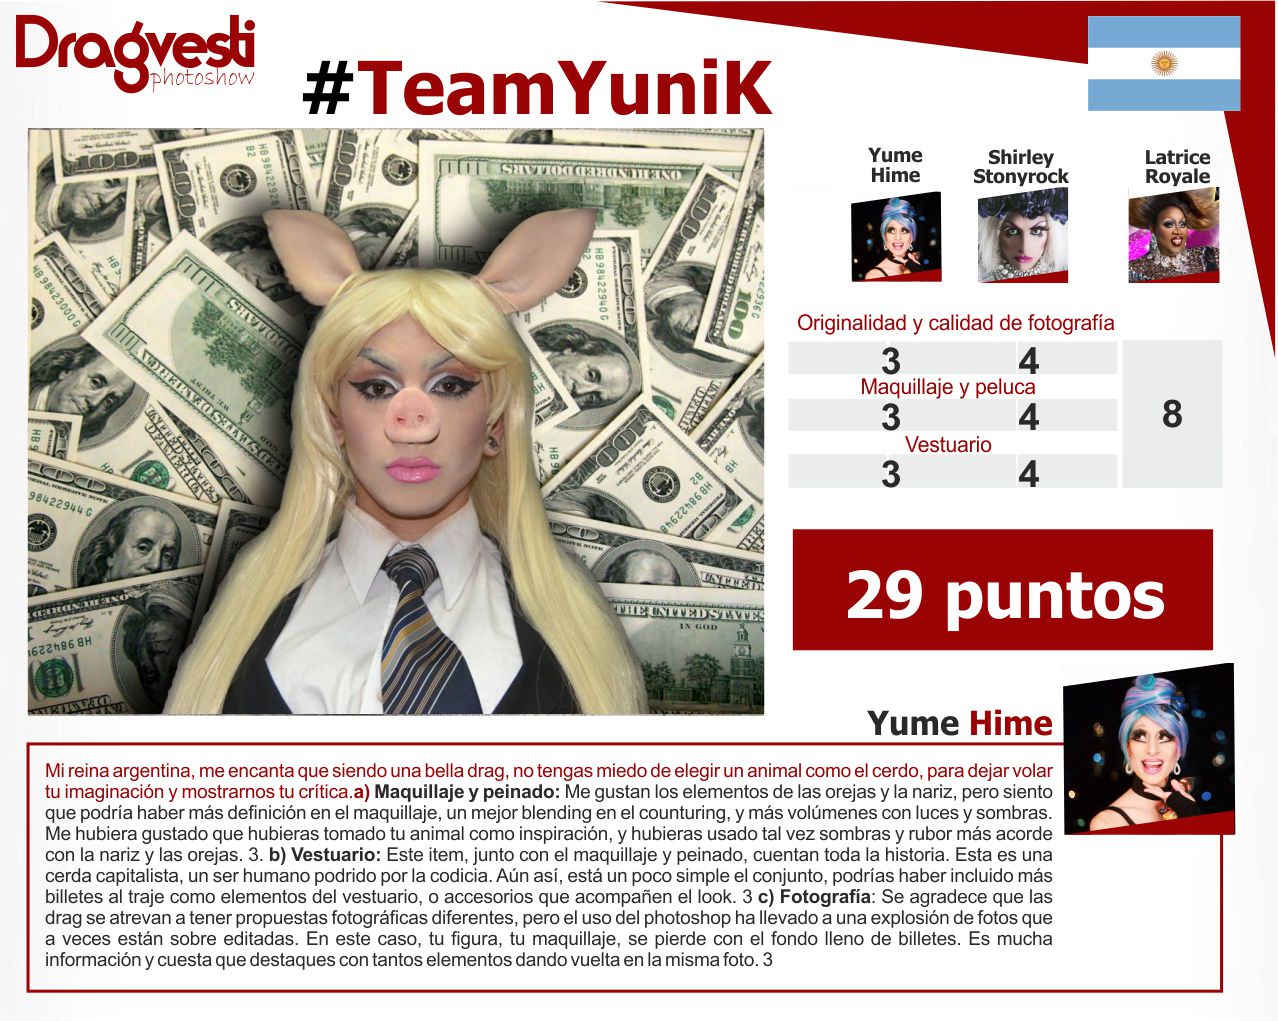 Dragvesti
photoshow
#TeamYuniK
Yume
Hime
Shirley
Stonyrock
Latrice
Royale
Originalidad y calidad de fotografía
3 4
Maquillaje y peluca
3 4
8
Vestuario
3 4
29 puntos
Yume Hime
Mi reina argentina, me encanta que siendo una bella drag, no tengas miedo de elegir un animal como el cerdo, para dejar volar
tu imaginación y mostrarnos tu crítica.a) Maquillaje y peinado: Me gustan los elementos de las orejas y la nariz, pero siento
que podría haber más definición en el maquillaje, un mejor blending en el counturing, y más volúmenes con luces y sombras.
Me hubiera gustado que hubieras tomado tu animal como inspiración, y hubieras usado tal vez sombras y rubor más acorde
con la nariz y las orejas. 3. b) Vestuario: Este item, junto con el maquillaje y peinado, cuentan toda la historia. Esta es una
cerda capitalista, un ser humano podrido por la codicia. Aún así, está un poco simple el conjunto, podrías haber incluido más
billetes al traje como elementos del vestuario, o accesorios que acompañen el look. 3 c) Fotografía: Se agradece que las
drag se atrevan a tener propuestas fotográficas diferentes, pero el uso del photoshop ha llevado a una explosión de fotos que
a veces están sobre editadas. En este caso, tu figura, tu maquillaje, se pierde con el fondo lleno de billetes. Es mucha
información y cuesta que destaques con tantos elementos dando vuelta en la misma foto. 3